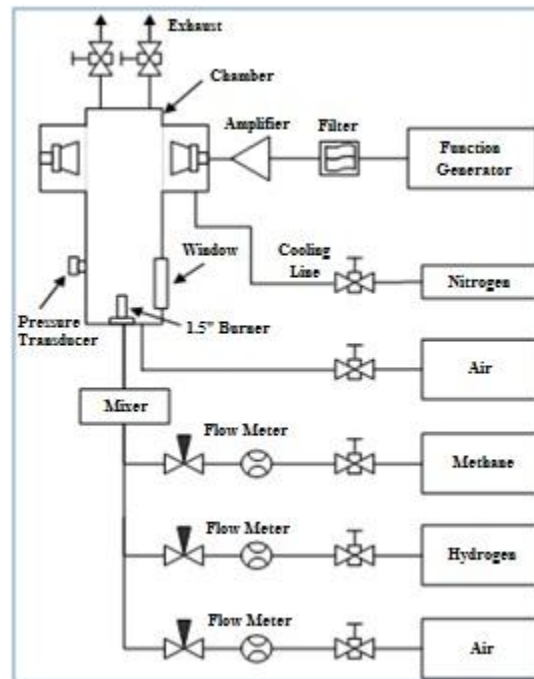 Exhaust
Chamber
Amplifier
Filter
Function
Generator
Window
Cooling
Line
Nitrogen
Pressure
Transducer
1.5" Burner
Air
Mixer
Flow Meter
Methane
Flow Meter
Hydrogen
Flow Meter
Air